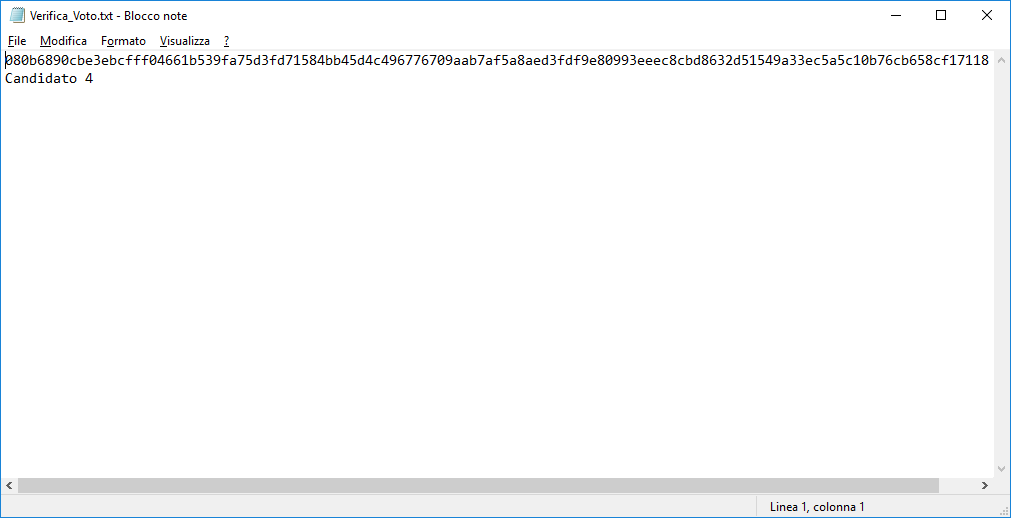 Verifica_Voto.txt - Blocco note
File Modifica Formato Visualizza ?
080b6890cbe3ebcfff04661b539fa75d3fd71584bb45d4c496776709aab7af5a8aed3fdf9e80993eeec8cbd8632d51549a33ec5a5c10b76cb658cf17118
Candidato 4
Linea 1, colonna 1